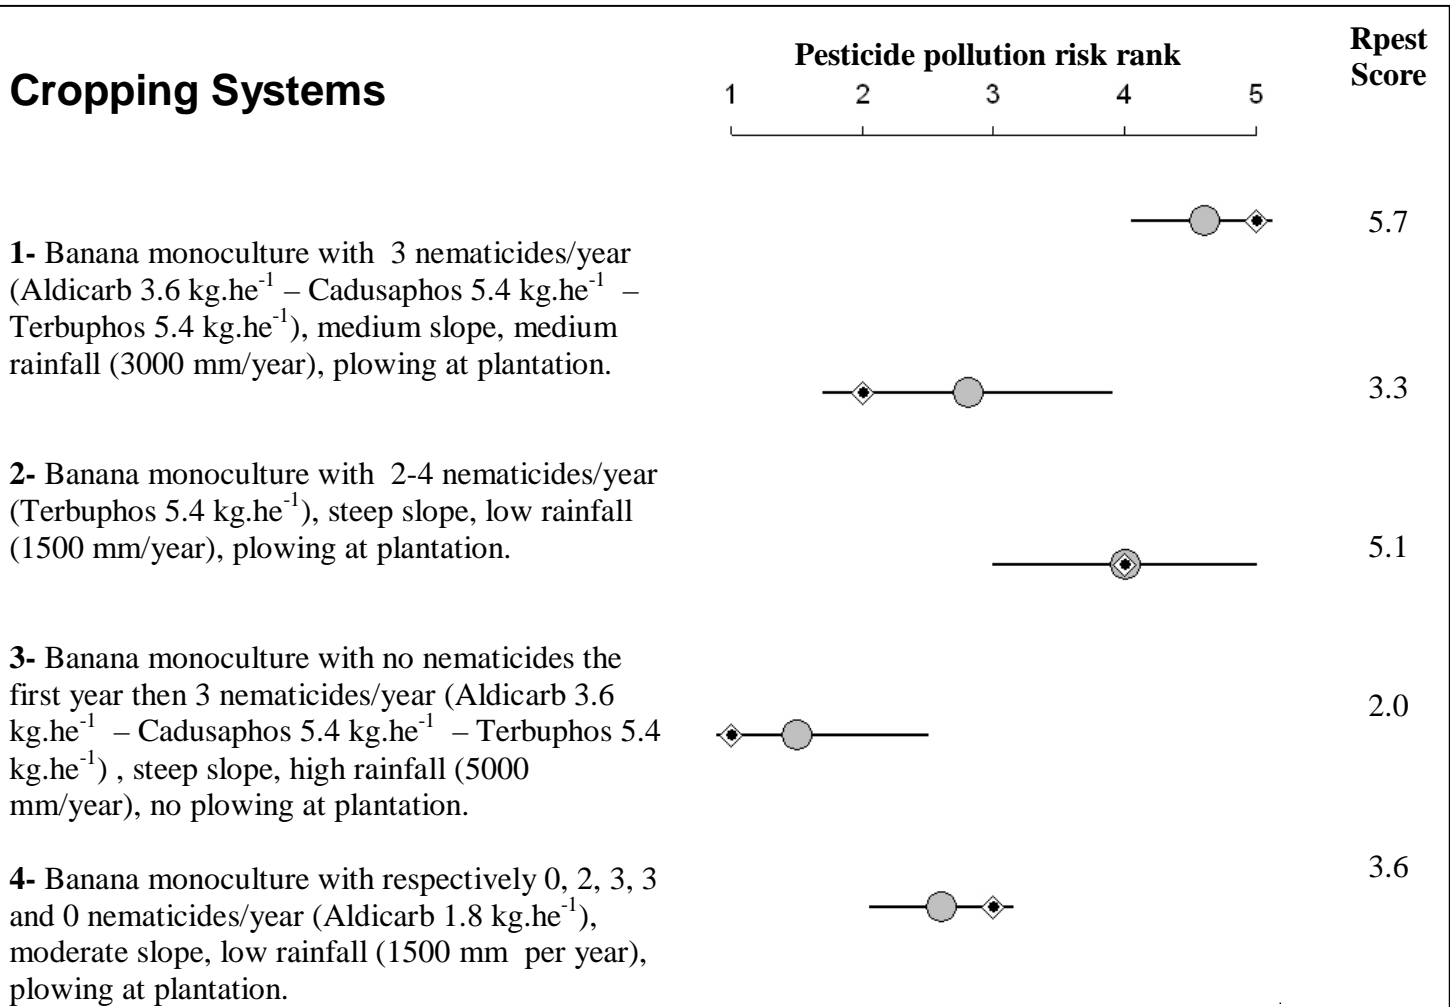 Cropping Systems
Pesticide pollution risk rank
Rpest
Score
1 2 3 4 5
1- Banana monoculture with 3 nematicides/year
(Aldicarb 3.6 kg.he⁻¹ – Cadusaphos 5.4 kg.he⁻¹ –
Terbuphos 5.4 kg.he⁻¹), medium slope, medium
rainfall (3000 mm/year), plowing at plantation.
5.7
2- Banana monoculture with 2-4 nematicides/year
(Terbuphos 5.4 kg.he⁻¹), steep slope, low rainfall
(1500 mm/year), plowing at plantation.
3.3
3- Banana monoculture with no nematicides the
first year then 3 nematicides/year (Aldicarb 3.6
kg.he⁻¹ – Cadusaphos 5.4 kg.he⁻¹ – Terbuphos 5.4
kg.he⁻¹) , steep slope, high rainfall (5000
mm/year), no plowing at plantation.
5.1
4- Banana monoculture with respectively 0, 2, 3, 3
and 0 nematicides/year (Aldicarb 1.8 kg.he⁻¹),
moderate slope, low rainfall (1500 mm per year),
plowing at plantation.
2.0
3.6